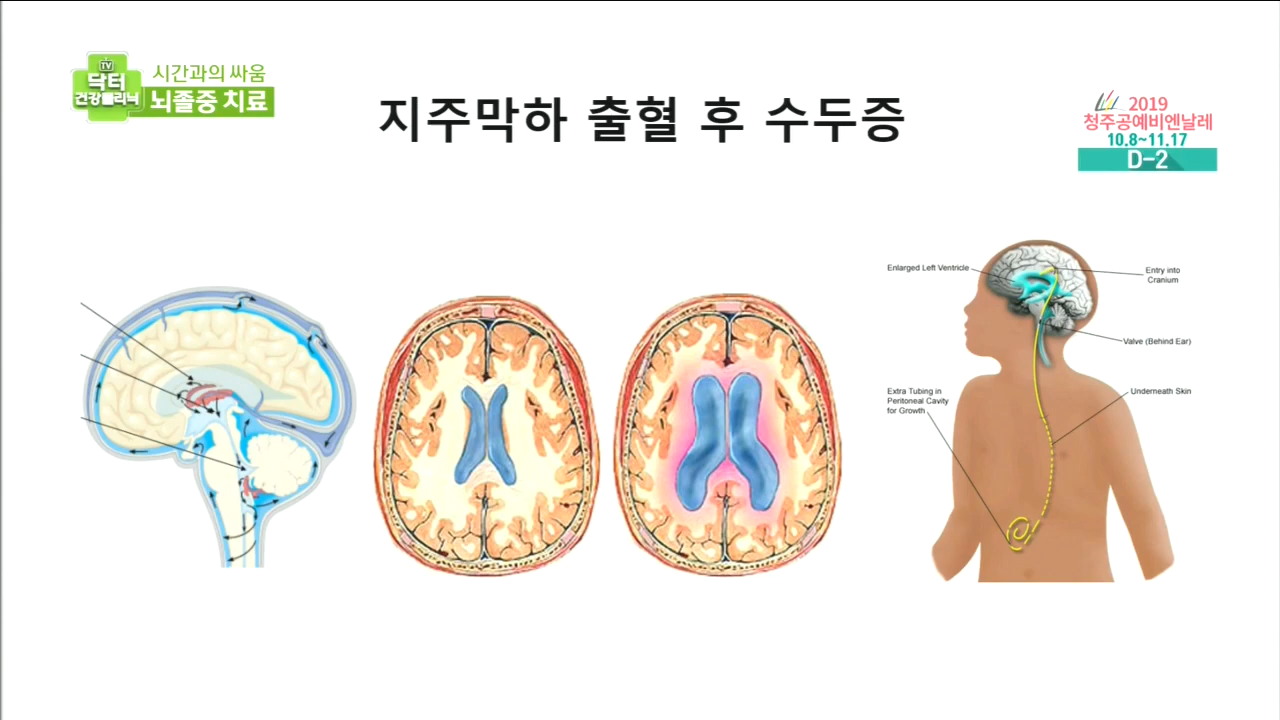 TV
닥터
건강클리닉
시간과의 싸움
뇌졸중 치료
지주막하 출혈 후 수두증
2019
청주공예비엔날레
10.8~11.17
D-2
Enlarged Left Ventricle
Entry into
Cranium
Valve (Behind Ear)
Extra Tubing in
Peritoneal Cavity
for Growth
Underneath Skin